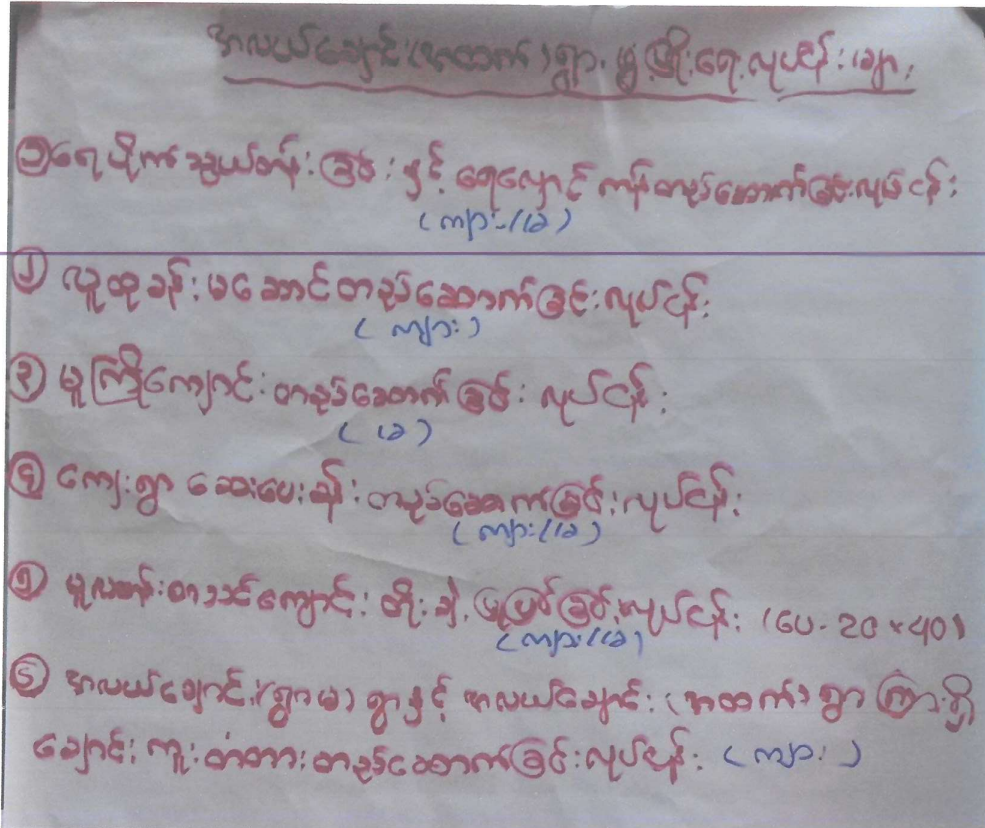 အလယ်ချောင်း(အထက်)ရွာ၊ ဖွံ့ဖြိုးရေးလုပ်ငန်းများ
၁ ရေပိုက်သွယ်တန်းခြင်း နှင့် ရေလှောင်ကန်တည်ဆောက်ခြင်းလုပ်ငန်း
(ကျား/မ)
၂ လူထုခန်းမဆောင်တည်ဆောက်ခြင်းလုပ်ငန်း
(ကျား)
၃ မူကြိုကျောင်းတည်ဆောက်ခြင်း လုပ်ငန်း
(မ)
၄ ကျေးရွာ ဆေးပေးခန်း တည်ဆောက်ခြင်းလုပ်ငန်း
(ကျား/မ)
၅ မူလတန်းစာသင်ကျောင်း တိုးချဲ့ ပြုပြင်ခြင်းလုပ်ငန်း (ပေ-20×40)
(ကျား/မ)
၆ အလယ်ချောင်း(ရွာမ) ရွာနှင့် အလယ်ချောင်း(အထက်) ရွာကြားရှိ
ချောင်းကူးတံတားတည်ဆောက်ခြင်းလုပ်ငန်း (ကျား)